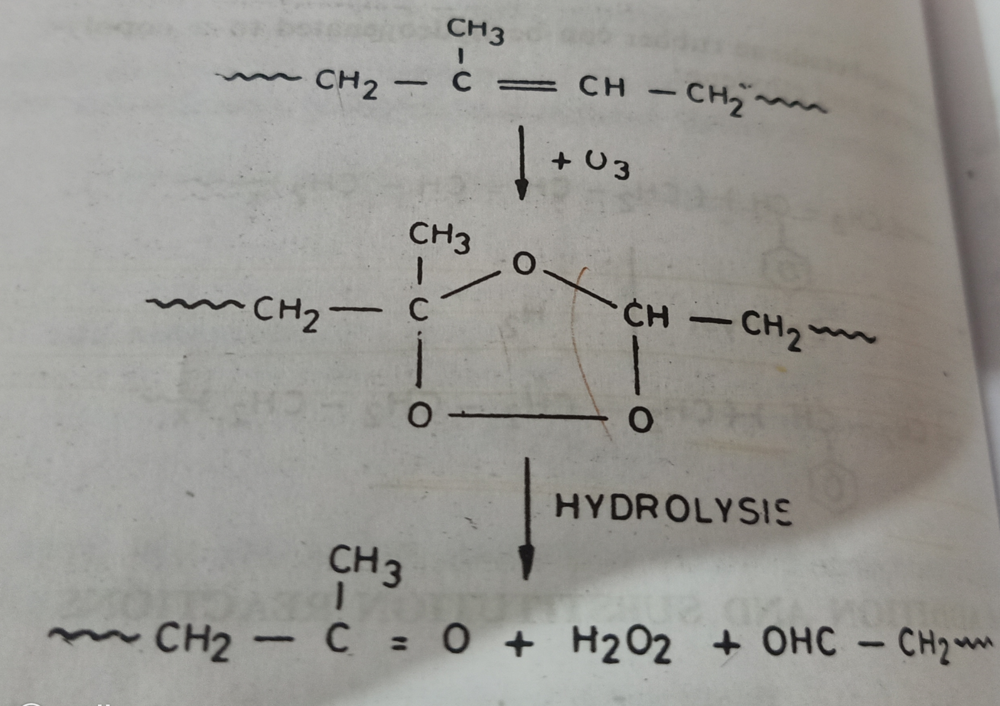 CH3
CH2 — C = CH — CH2
+ O3
CH3
O
CH2 — C CH — CH2
O — O
HYDROLYSIS
CH3
CH2 — C = O + H2O2 + OHC — CH2